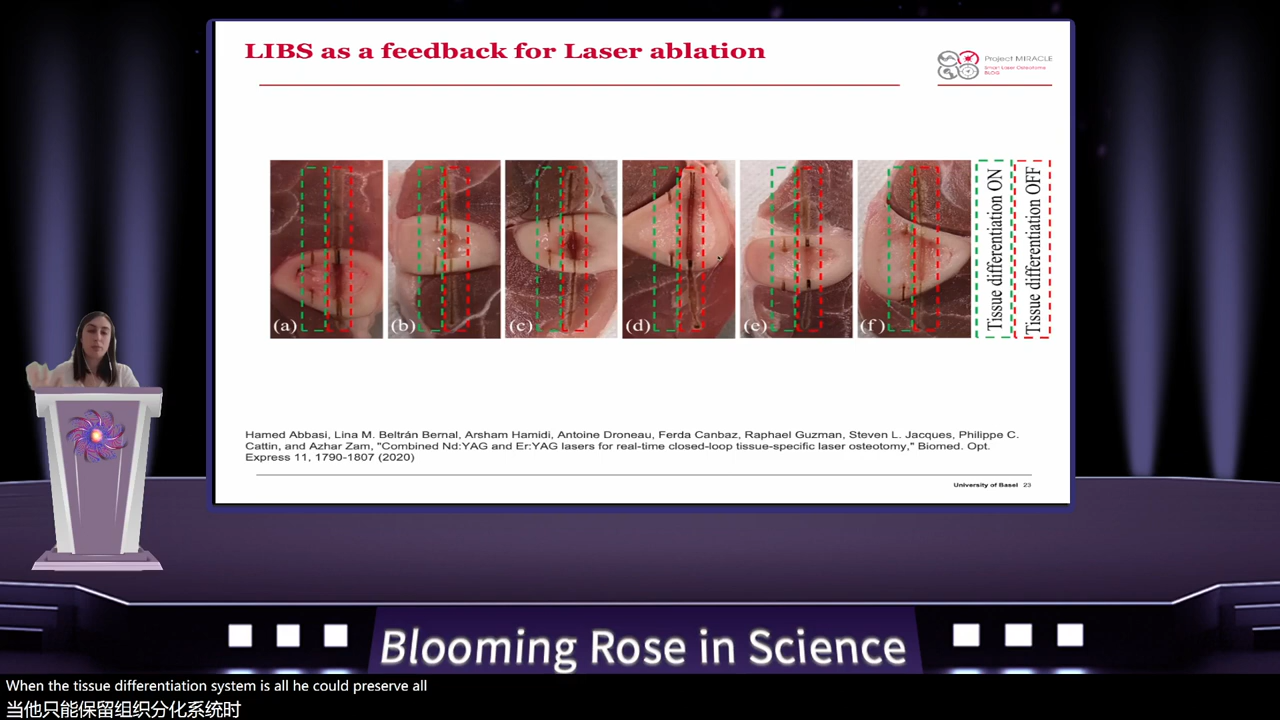 LIBS as a feedback for Laser ablation
Project MIRACLE
Smart Laser Osteotome
BLOG
(a)
(b)
(c)
(d)
(e)
(f)
Tissue differentiation ON
Tissue differentiation OFF
Hamed Abbasi, Lina M. Beltrán Bernal, Arsham Hamidi, Antoine Droneau, Ferda Canbaz, Raphael Guzman, Steven L. Jacques, Philippe C.
Cattin, and Azhar Zam, "Combined Nd:YAG and Er:YAG lasers for real-time closed-loop tissue-specific laser osteotomy," Biomed. Opt.
Express 11, 1790-1807 (2020)
University of Basel 23
Blooming Rose in Science
When the tissue differentiation system is all he could preserve all
当他只能保留组织分化系统时